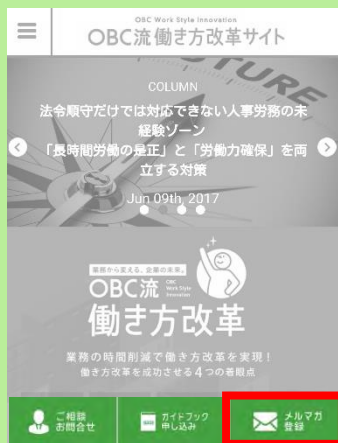 OBC Work Style Innovation
OBC流働き方改革サイト
FUTURE
COLUMN
法令順守だけでは対応できない人事労務の未
経験ゾーン
「長時間労働の是正」と「労働力確保」を両
立する対策
Jun 09th, 2017
業務から変える、企業の未来。
OBC流 OBC Work Style Innovation
働き方改革
業務の時間削減で働き方改革を実現！
働き方改革を成功させる4つの着眼点
ご相談
お問合せ
ガイドブック
申し込み
メルマガ
登録